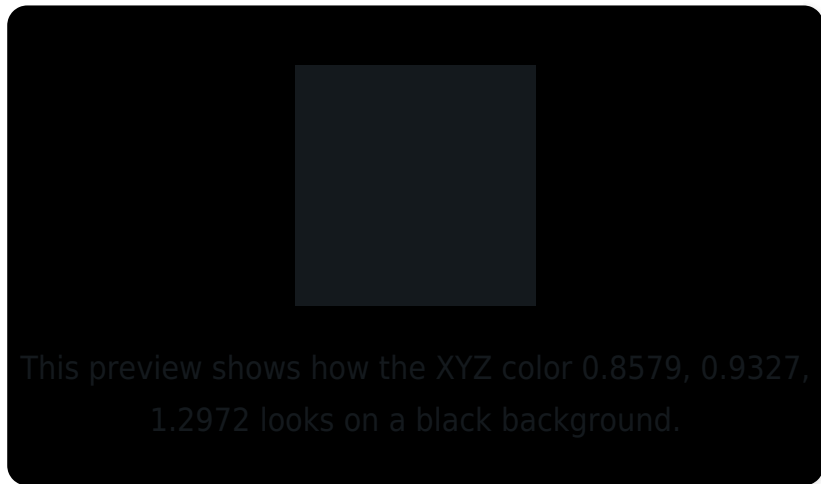 This preview shows how the XYZ color 0.8579, 0.9327,
1.2972 looks on a black background.